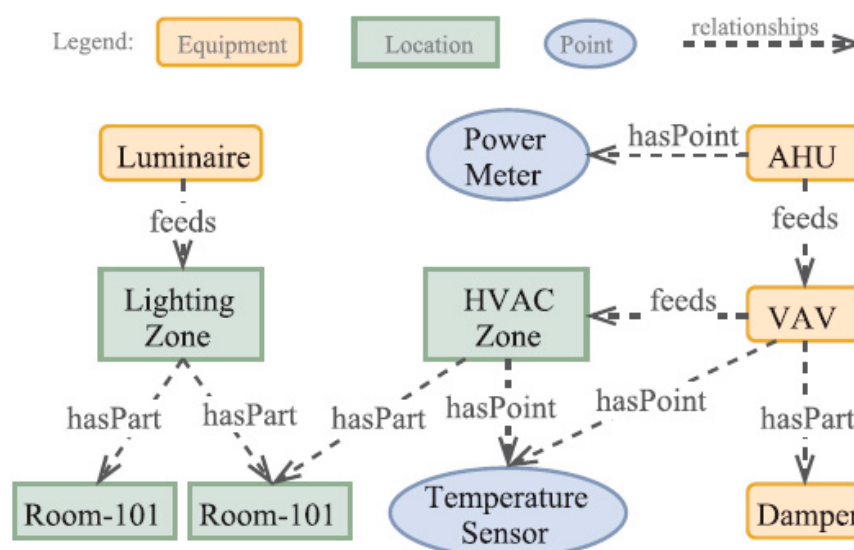 Legend: Equipment Location Point relationships
Luminaire
Power
Meter
hasPoint
AHU
feeds
feeds
Lighting
Zone
HVAC
Zone
feeds
VAV
hasPart
hasPart
hasPart
hasPoint
hasPoint
hasPart
Room-101
Room-101
Temperature
Sensor
Damper